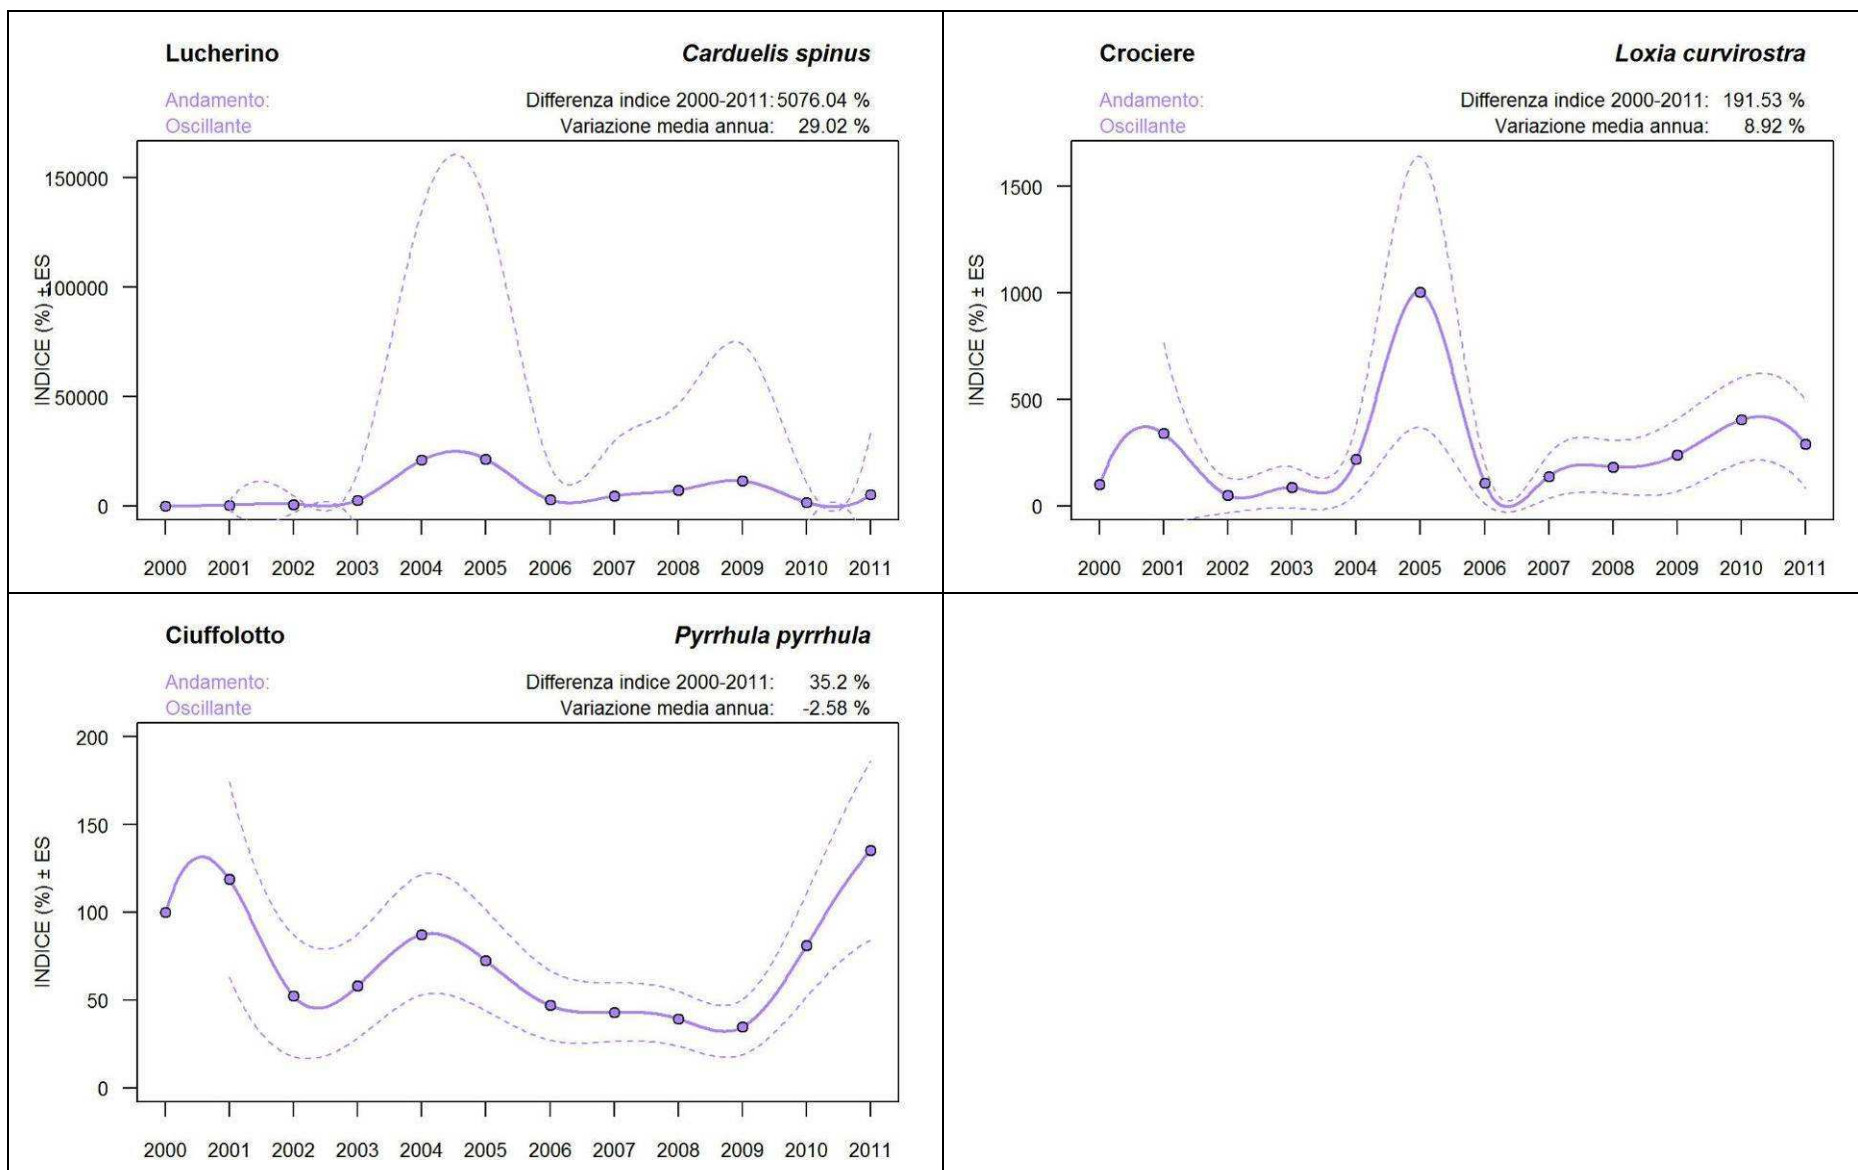 Lucherino Carduelis spinus
Andamento: Differenza indice 2000-2011: 5076.04 %
Oscillante Variazione media annua: 29.02 %
INDICE (%) ± ES
150000
100000
50000
0
2000 2001 2002 2003 2004 2005 2006 2007 2008 2009 2010 2011
Crociere Loxia curvirostra
Andamento: Differenza indice 2000-2011: 191.53 %
Oscillante Variazione media annua: 8.92 %
INDICE (%) ± ES
1500
1000
500
0
2000 2001 2002 2003 2004 2005 2006 2007 2008 2009 2010 2011
Ciuffolotto Pyrrhula pyrrhula
Andamento: Differenza indice 2000-2011: 35.2 %
Oscillante Variazione media annua: -2.58 %
INDICE (%) ± ES
200
150
100
50
0
2000 2001 2002 2003 2004 2005 2006 2007 2008 2009 2010 2011